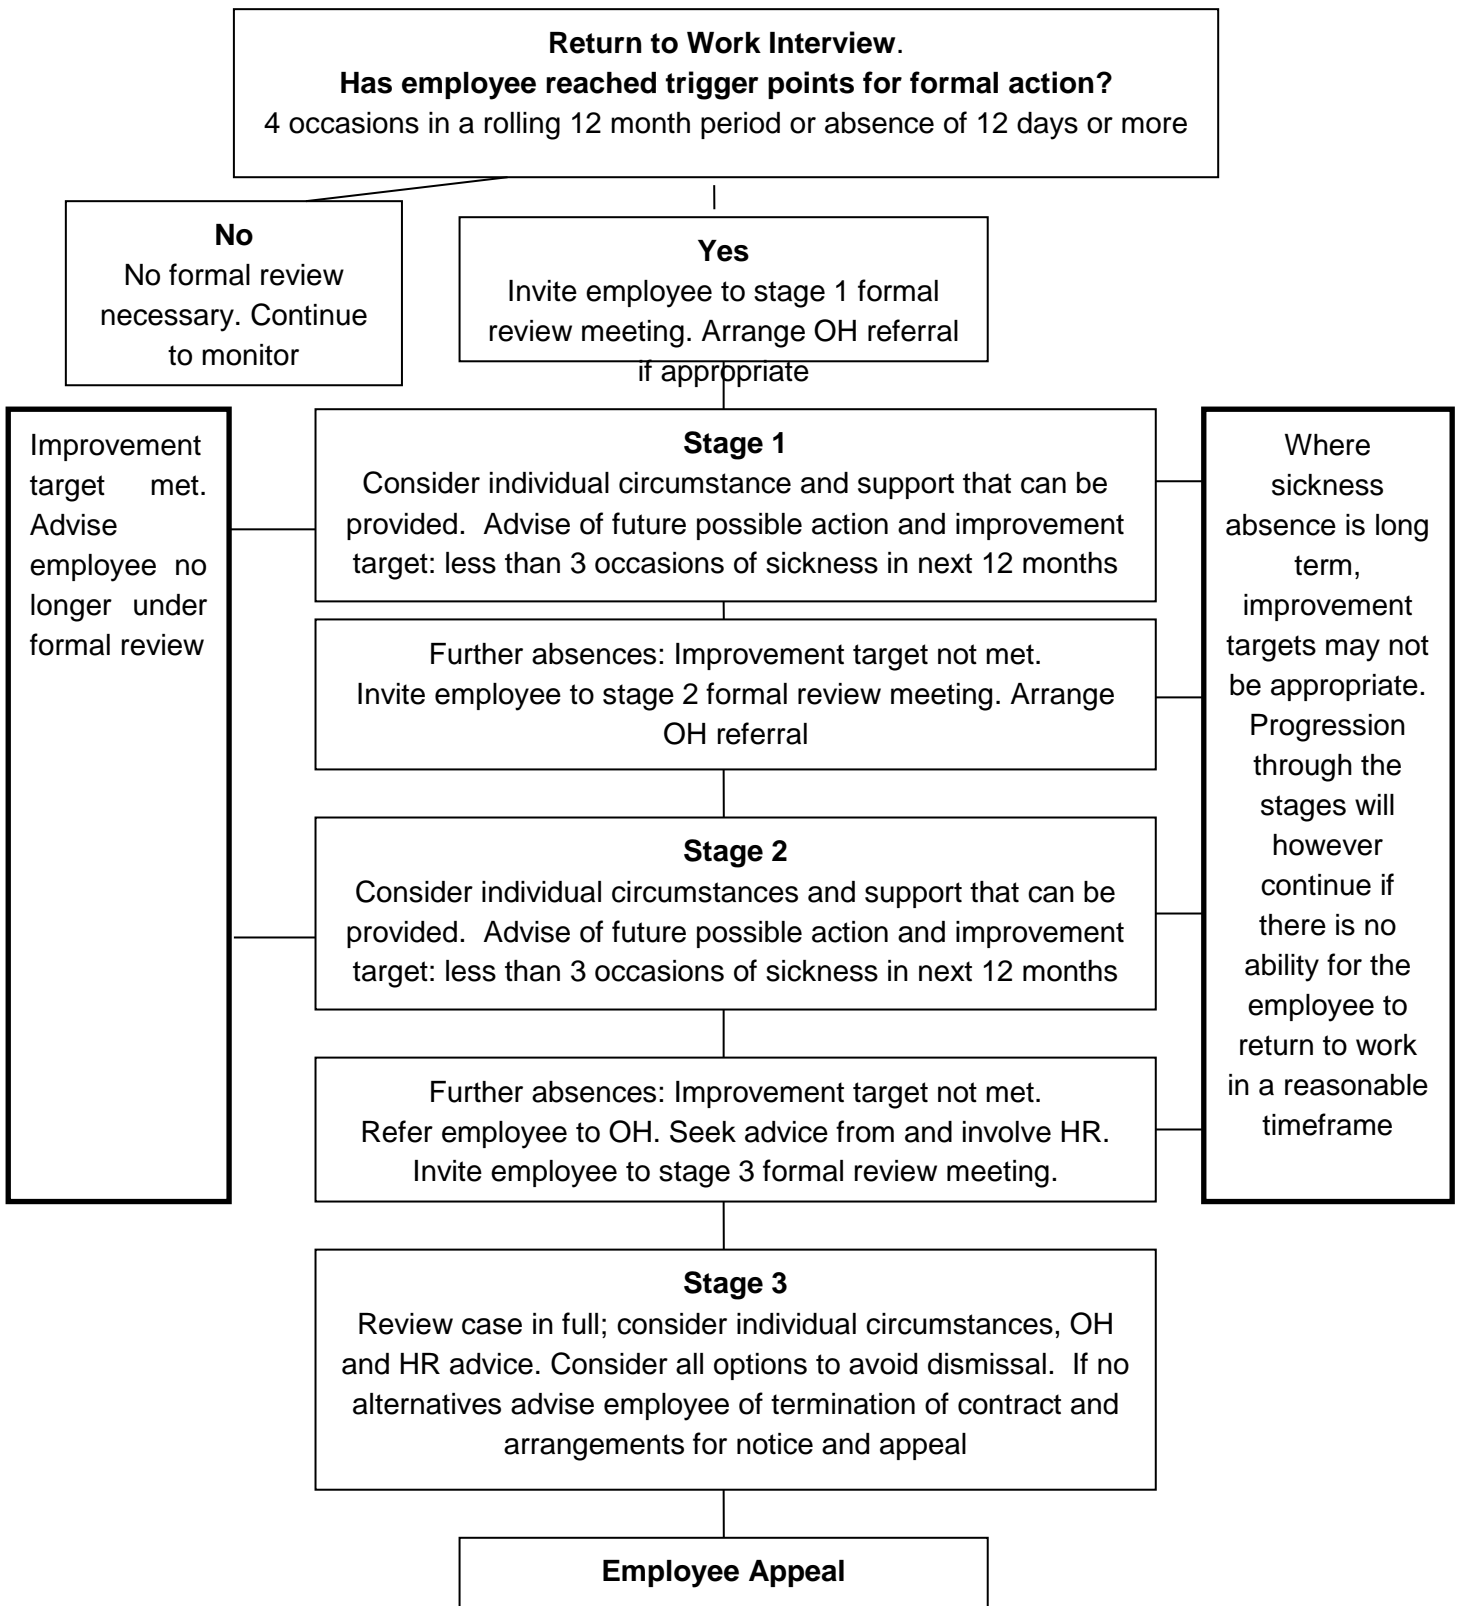 Return to Work Interview.
Has employee reached trigger points for formal action?
4 occasions in a rolling 12 month period or absence of 12 days or more
No
No formal review
necessary. Continue
to monitor
Yes
Invite employee to stage 1 formal
review meeting. Arrange OH referral
if appropriate
Improvement
target met.
Advise
employee no
longer under
formal review
Stage 1
Consider individual circumstance and support that can be
provided. Advise of future possible action and improvement
target: less than 3 occasions of sickness in next 12 months
Where
sickness
absence is long
term,
improvement
targets may not
be appropriate.
Progression
through the
stages will
however
continue if
there is no
ability for the
employee to
return to work
in a reasonable
timeframe
Further absences: Improvement target not met.
Invite employee to stage 2 formal review meeting. Arrange
OH referral
Stage 2
Consider individual circumstances and support that can be
provided. Advise of future possible action and improvement
target: less than 3 occasions of sickness in next 12 months
Further absences: Improvement target not met.
Refer employee to OH. Seek advice from and involve HR.
Invite employee to stage 3 formal review meeting.
Stage 3
Review case in full; consider individual circumstances, OH
and HR advice. Consider all options to avoid dismissal. If no
alternatives advise employee of termination of contract and
arrangements for notice and appeal
Employee Appeal